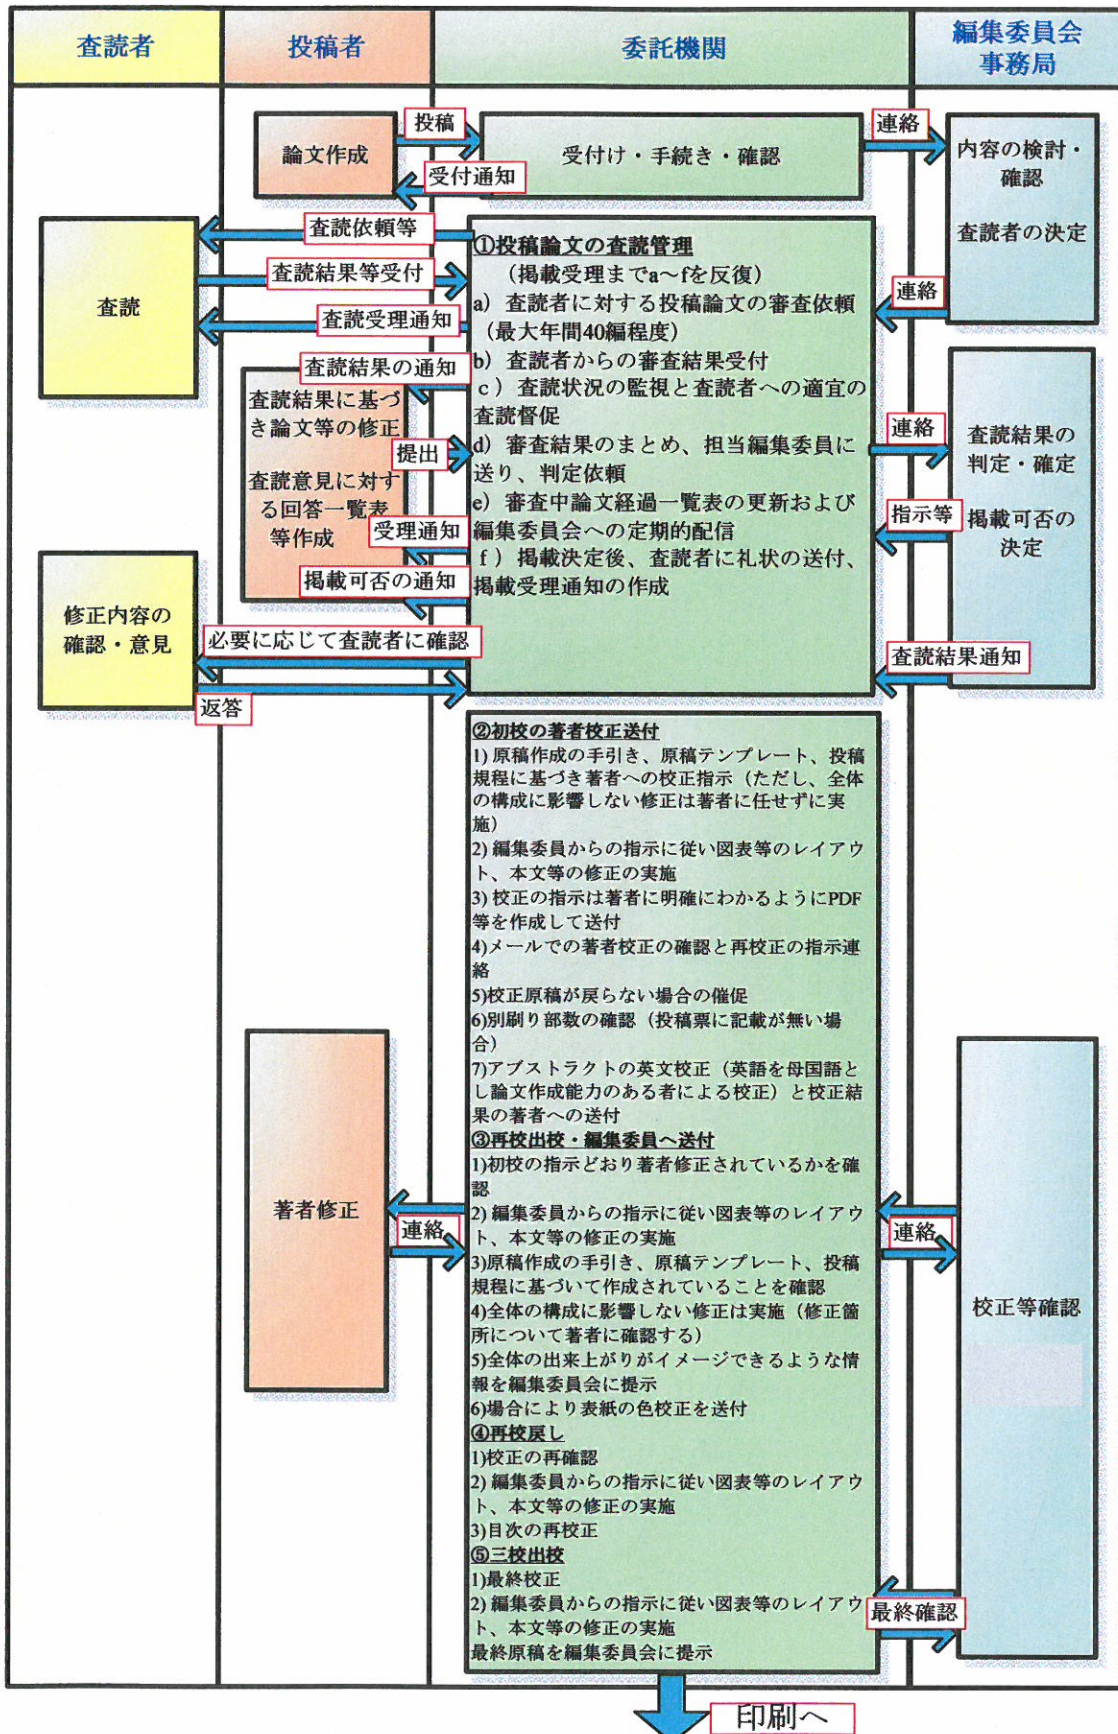 査読者
投稿者
委託機関
編集委員会
事務局
論文作成
投稿
受付通知
受付け・手続き・確認
連絡
内容の検討・
確認
査読者の決定
連絡
査読
査読依頼等
査読結果等受付
査読受理通知
査読結果の通知
査読結果に基づ
き論文等の修正
査読意見に対す
る回答一覧表
等作成
提出
受理通知
掲載可否の通知
①投稿論文の査読管理
（掲載受理までa～fを反復）
a）査読者に対する投稿論文の審査依頼
（最大年間40編程度）
b）査読者からの審査結果受付
c）査読状況の監視と査読者への適宜の
査読督促
d）審査結果のまとめ、担当編集委員に
送り、判定依頼
e）審査中論文経過一覧表の更新および
編集委員会への定期的配信
f）掲載決定後、査読者に礼状の送付、
掲載受理通知の作成
連絡
指示等
査読結果の
判定・確定
掲載可否の
決定
査読結果通知
修正内容の
確認・意見
必要に応じて査読者に確認
返答
②初校の著者校正送付
1) 原稿作成の手引き、原稿テンプレート、投稿
規程に基づき著者への校正指示（ただし、全体
の構成に影響しない修正は著者に任せずに実
施）
2) 編集委員からの指示に従い図表等のレイアウ
ト、本文等の修正の実施
3) 校正の指示は著者に明確にわかるようにPDF
等を作成して送付
4)メールでの著者校正の確認と再校正の指示連
絡
5)校正原稿が戻らない場合の催促
6)別刷り部数の確認（投稿票に記載が無い場
合）
7)アブストラクトの英文校正（英語を母国語と
し論文作成能力のある者による校正）と校正結
果の著者への送付
③再校出校・編集委員へ送付
1)初校の指示どおり著者修正されているかを確
認
2) 編集委員からの指示に従い図表等のレイアウ
ト、本文等の修正の実施
3)原稿作成の手引き、原稿テンプレート、投稿
規程に基づいて作成されていることを確認
4)全体の構成に影響しない修正は実施（修正箇
所について著者に確認する）
5)全体の出来上がりがイメージできるような情
報を編集委員会に提示
6)場合により表紙の色校正を送付
④再校戻し
1)校正の再確認
2) 編集委員からの指示に従い図表等のレイアウ
ト、本文等の修正の実施
3)目次の再校正
⑤三校出校
1)最終校正
2) 編集委員からの指示に従い図表等のレイアウ
ト、本文等の修正の実施
最終原稿を編集委員会に提示
著者修正
連絡
連絡
校正等確認
最終確認
印刷へ